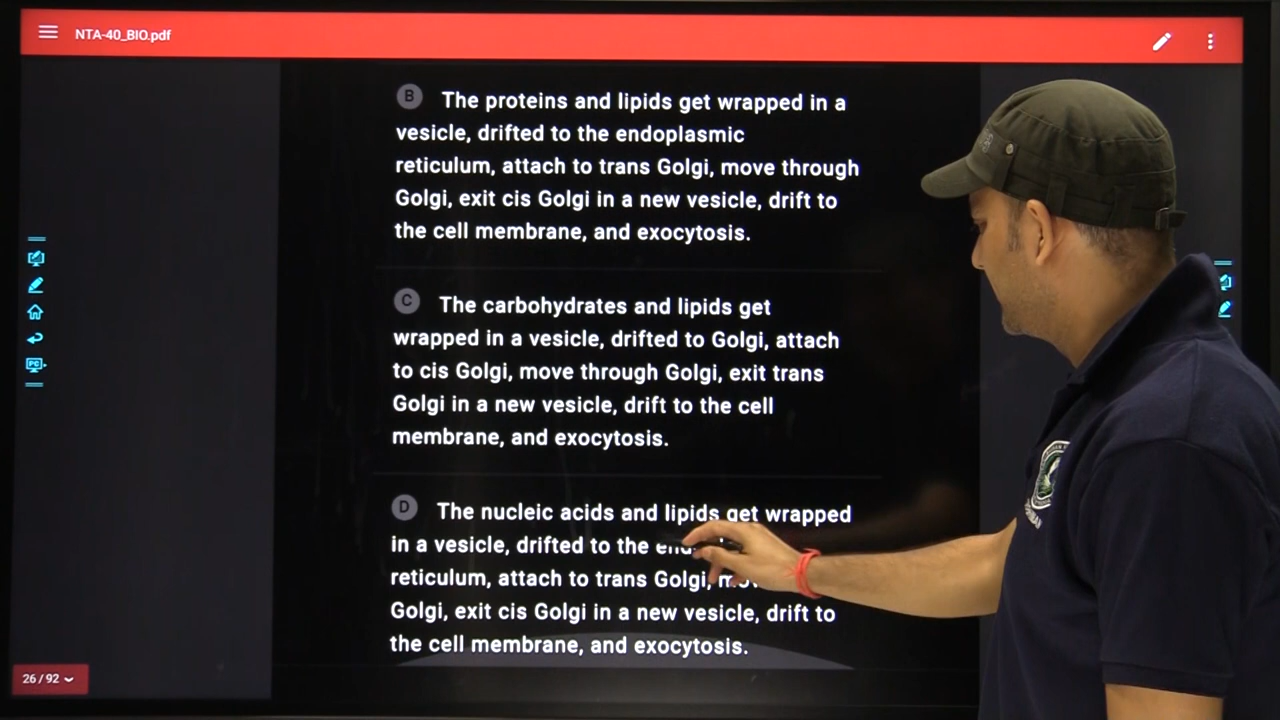 NTA-40_BIO.pdf
B The proteins and lipids get wrapped in a
vesicle, drifted to the endoplasmic
reticulum, attach to trans Golgi, move through
Golgi, exit cis Golgi in a new vesicle, drift to
the cell membrane, and exocytosis.
C The carbohydrates and lipids get
wrapped in a vesicle, drifted to Golgi, attach
to cis Golgi, move through Golgi, exit trans
Golgi in a new vesicle, drift to the cell
membrane, and exocytosis.
D The nucleic acids and lipids get wrapped
in a vesicle, drifted to the
reticulum, attach to trans Golgi,
Golgi, exit cis Golgi in a new vesicle, drift to
the cell membrane, and exocytosis.
PC
26 / 92